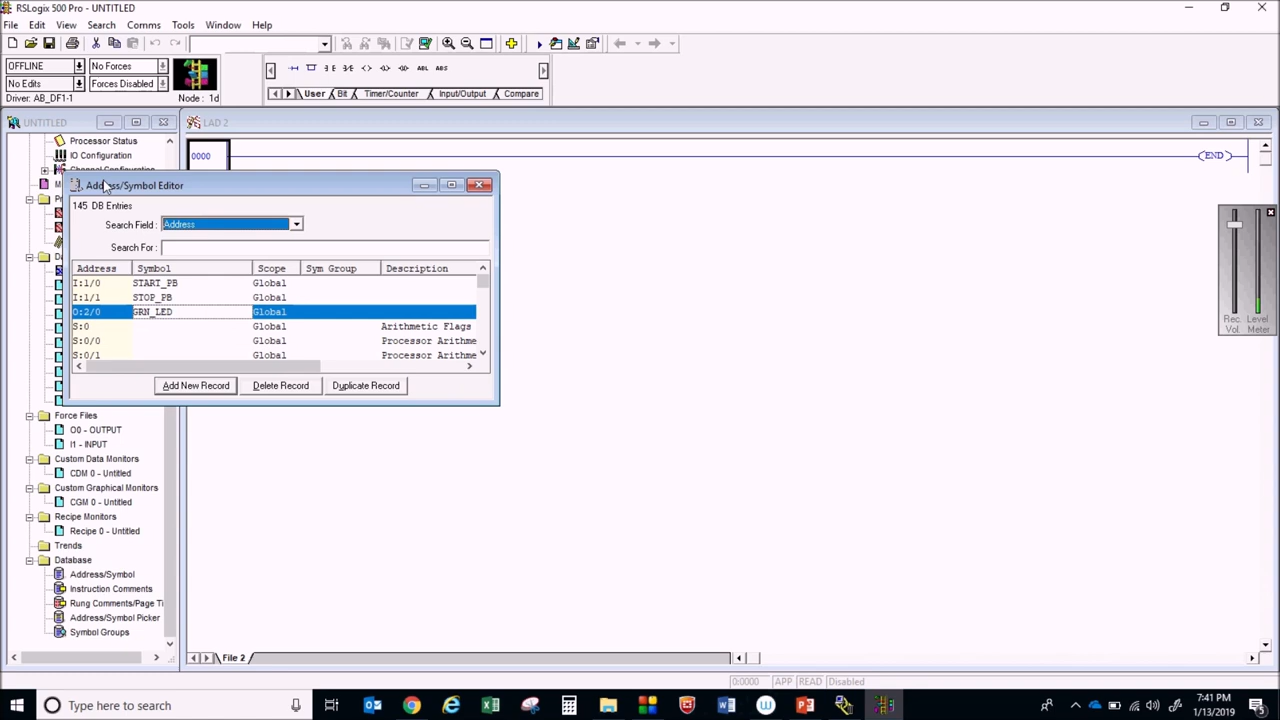 RSLogix 500 Pro - UNTITLED
File Edit View Search Comms Tools Window Help
OFFLINE No Forces
No Edits Forces Disabled
Driver: AB_DF1-1 Node : 1d
User Bit Timer/Counter Input/Output Compare
ABL ABS
UNTITLED
LAD 2
Processor Status
IO Configuration
Channel Configuration
0000
END
Address/Symbol Editor
145 DB Entries
Search Field: Address
Search For:
Address Symbol Scope Sym Group Description
I:1/0 START_PB Global
I:1/1 STOP_PB Global
O:2/0 GRN_LED Global
S:0 Global Arithmetic Flags
S:0/0 Global Processor Arithme
S:0/1 Global Processor Arithme
Add New Record Delete Record Duplicate Record
Force Files
O0 - OUTPUT
I1 - INPUT
Custom Data Monitors
CDM 0 - Untitled
Custom Graphical Monitors
CGM 0 - Untitled
Recipe Monitors
Recipe 0 - Untitled
Trends
Database
Address/Symbol
Instruction Comments
Rung Comments/Page Ti
Address/Symbol Picker
Symbol Groups
File 2
Rec. Vol. Level Meter
0:0000 APP READ Disabled
Type here to search
7:41 PM
1/13/2019
5